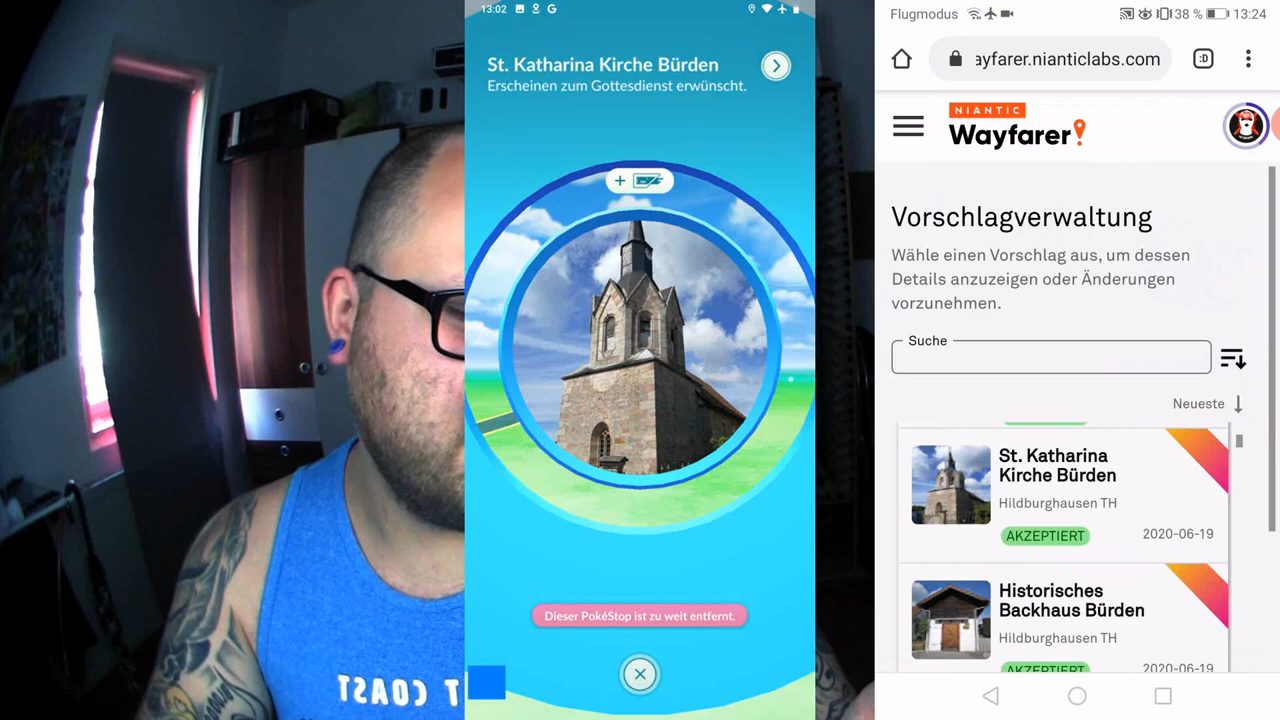 T COAST
13:02
St. Katharina Kirche Bürden
Erscheinen zum Gottesdienst erwünscht.
Dieser PokéStop ist zu weit entfernt.
Flugmodus
38 %
13:24
ayfarer.nianticlabs.com
:D
NIANTIC
Wayfarer
Vorschlagverwaltung
Wähle einen Vorschlag aus, um dessen
Details anzuzeigen oder Änderungen
vorzunehmen.
Suche
Neueste
St. Katharina
Kirche Bürden
Hildburghausen TH
AKZEPTIERT
2020-06-19
Historisches
Backhaus Bürden
Hildburghausen TH
AKZEPTIERT
2020-06-19